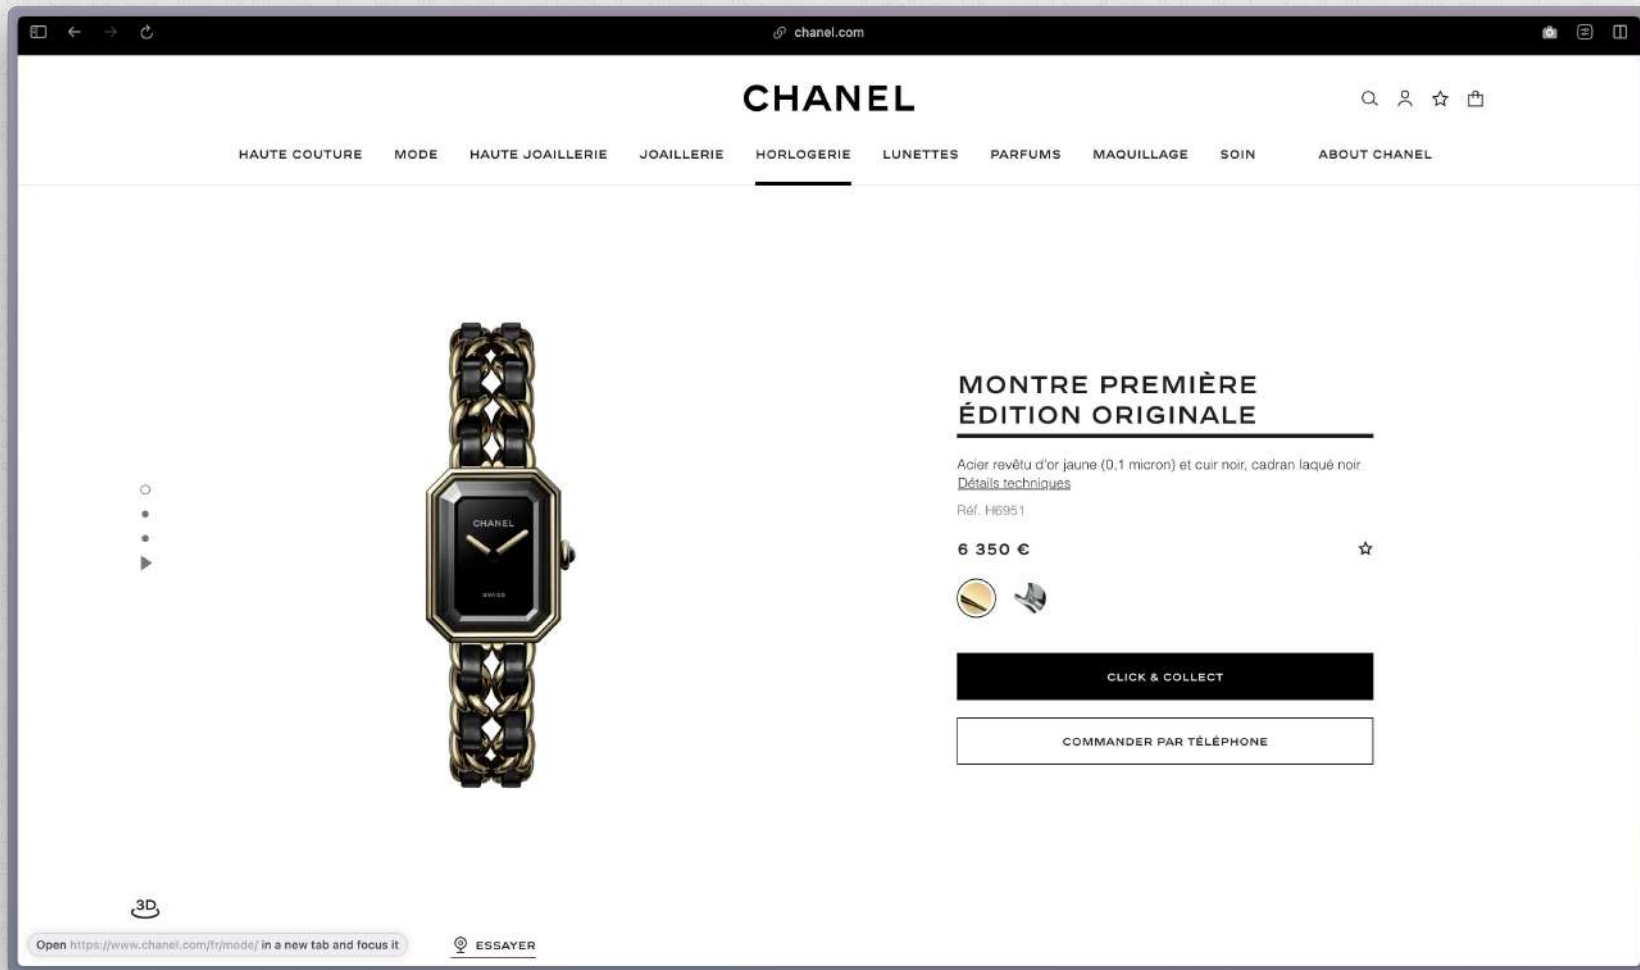 chanel.com
CHANEL
HAUTE COUTURE MODE HAUTE JOAILLERIE JOAILLERIE HORLOGERIE LUNETTES PARFUMS MAQUILLAGE SOIN ABOUT CHANEL
CHANEL
SWISS
MONTRE PREMIÈRE
ÉDITION ORIGINALE
Acier revêtu d'or jaune (0,1 micron) et cuir noir, cadran laqué noir
Détails techniques
Réf. H6951
6 350 €
CLICK & COLLECT
COMMANDER PAR TÉLÉPHONE
3D
Open https://www.chanel.com/fr/mode/ in a new tab and focus it
ESSAYER